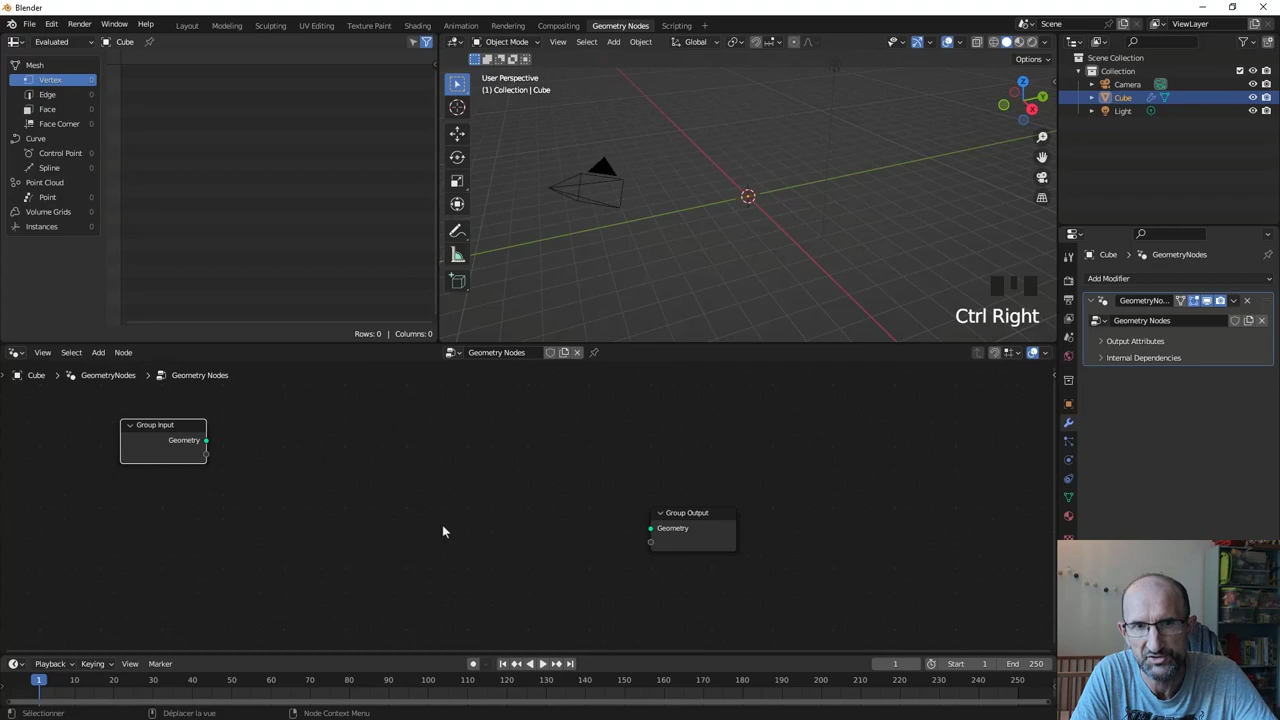 Blender
File Edit Render Window Help Layout Modeling Sculpting UV Editing Texture Paint Shading Animation Rendering Compositing Geometry Nodes Scripting + Scene ViewLayer
Evaluated Cube
Object Mode View Select Add Object Global
Options
Mesh
Vertex 0
Edge 0
Face 0
Face Corner 0
Curve
Control Point 0
Spline 0
Point Cloud
Point 0
Volume Grids 0
Instances 0
Rows: 0 | Columns: 0
User Perspective
(1) Collection | Cube
Z
Y
X
Ctrl Right
Scene Collection
Collection
Camera
Cube
Light
Cube GeometryNodes
Add Modifier
GeometryNo...
Geometry Nodes
Output Attributes
Internal Dependencies
View Select Add Node Geometry Nodes
Cube GeometryNodes Geometry Nodes
Group Input
Geometry
Group Output
Geometry
Playback Keying View Marker 1 Start 1 End 250
1 10 20 30 40 50 60 70 80 90 100 110 120 130 140 150 160 170 180 190 200 210 220 230 240 250
Sélectionner Déplacer la vue Node Context Menu